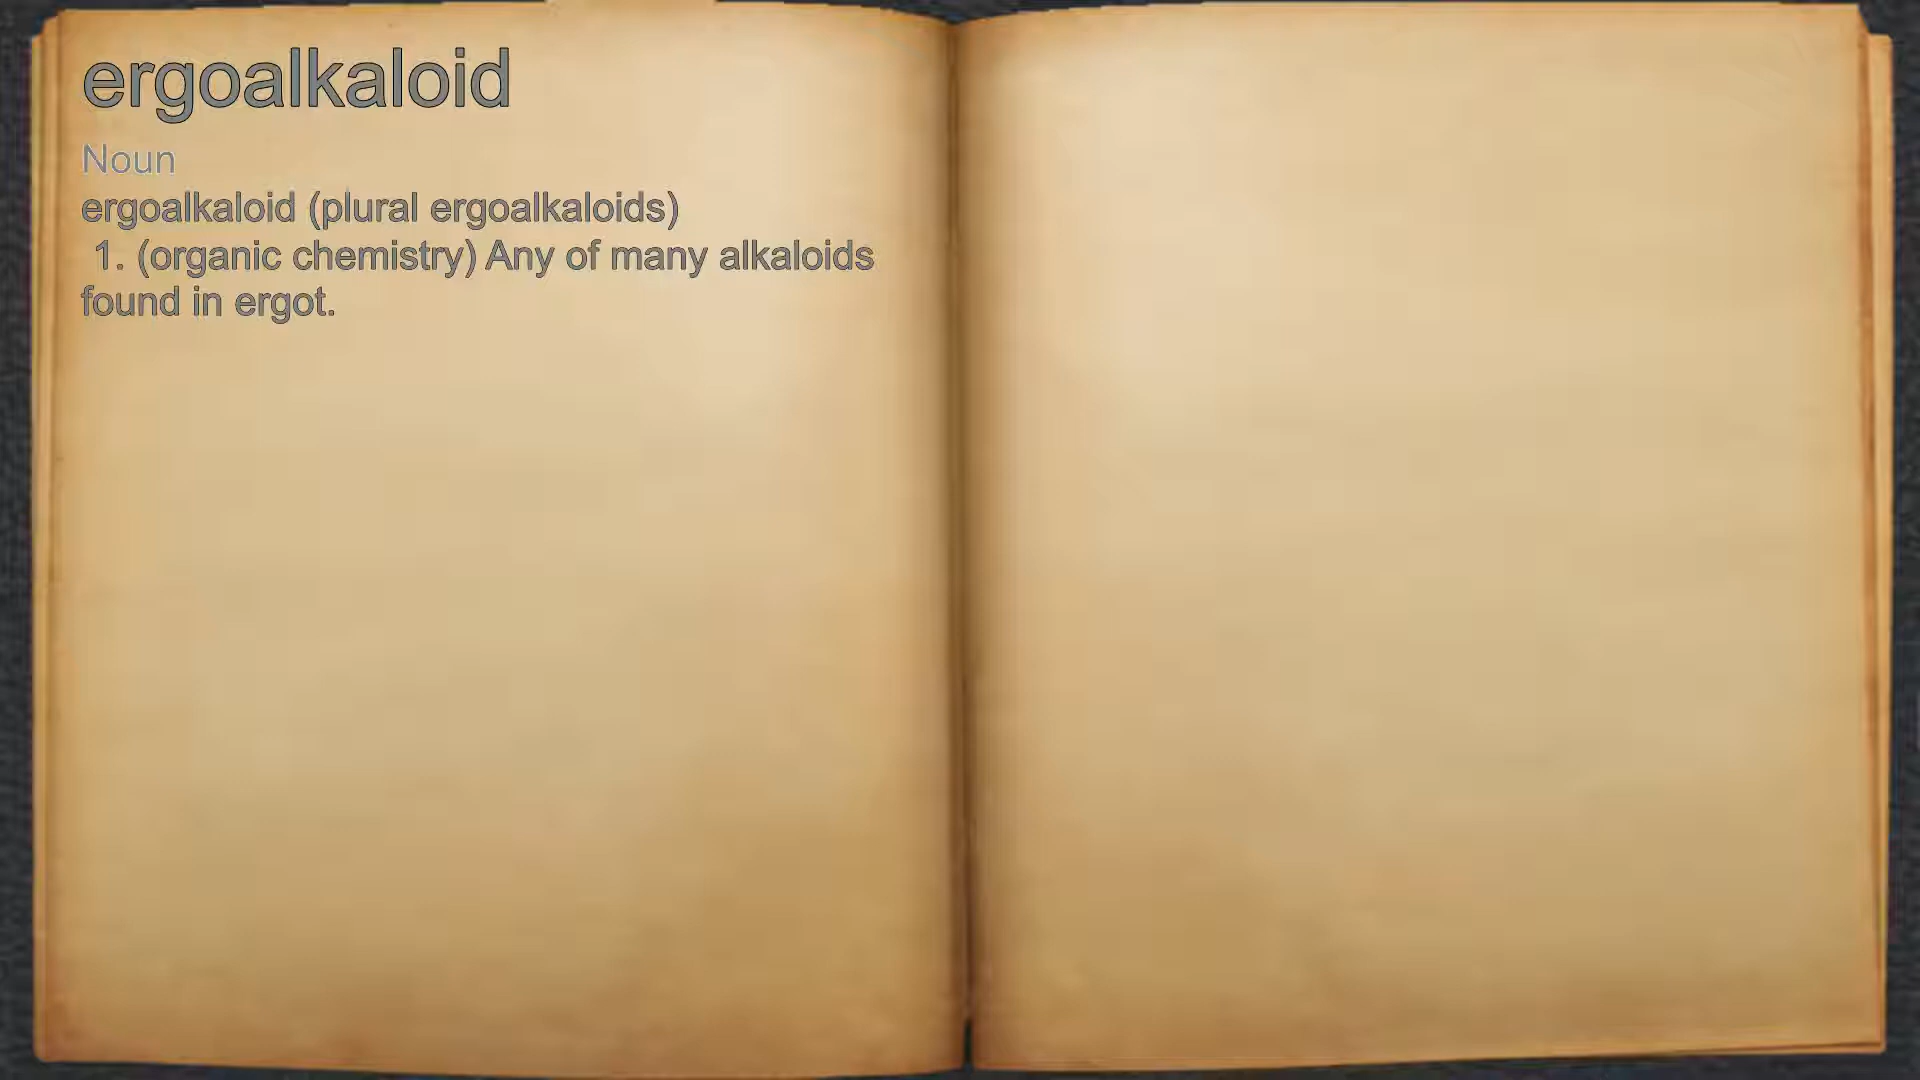 ergoalkaloid
Noun
ergoalkaloid (plural ergoalkaloids)
1. (organic chemistry) Any of many alkaloids
found in ergot.